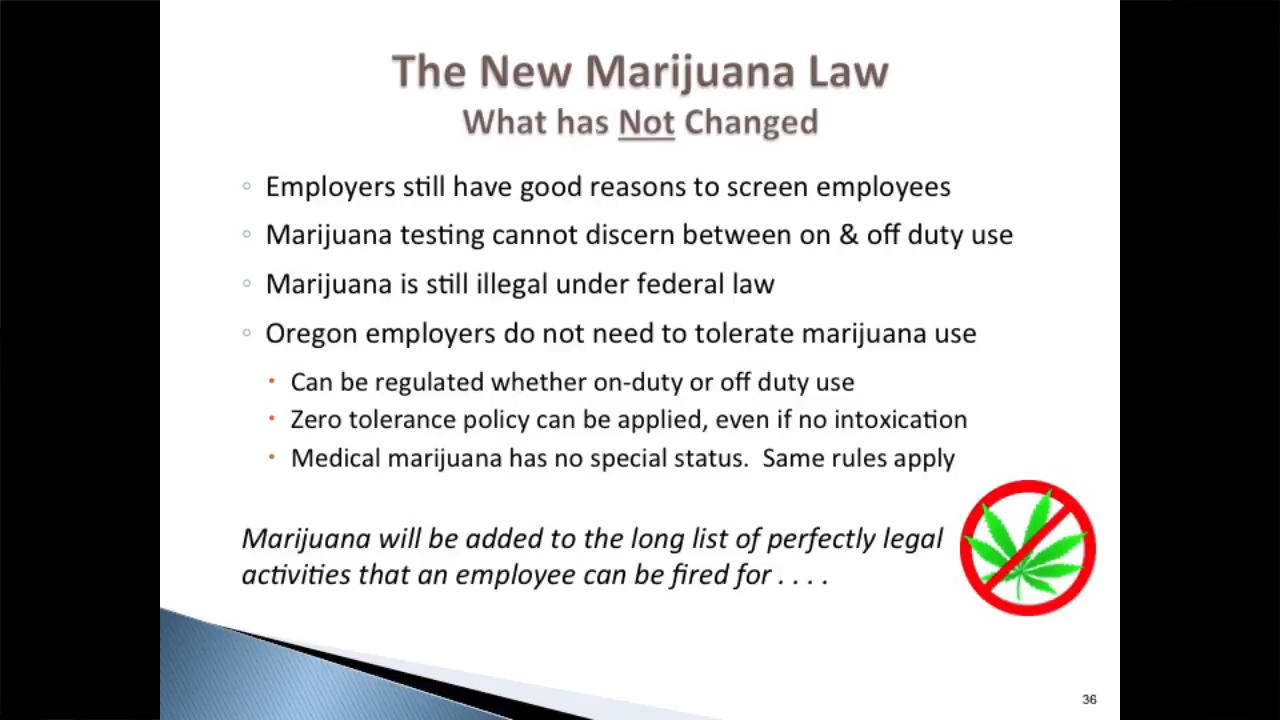 The New Marijuana Law
What has Not Changed
◦ Employers still have good reasons to screen employees
◦ Marijuana testing cannot discern between on & off duty use
◦ Marijuana is still illegal under federal law
◦ Oregon employers do not need to tolerate marijuana use
• Can be regulated whether on-duty or off duty use
• Zero tolerance policy can be applied, even if no intoxication
• Medical marijuana has no special status.  Same rules apply
Marijuana will be added to the long list of perfectly legal
activities that an employee can be fired for . . . .
36